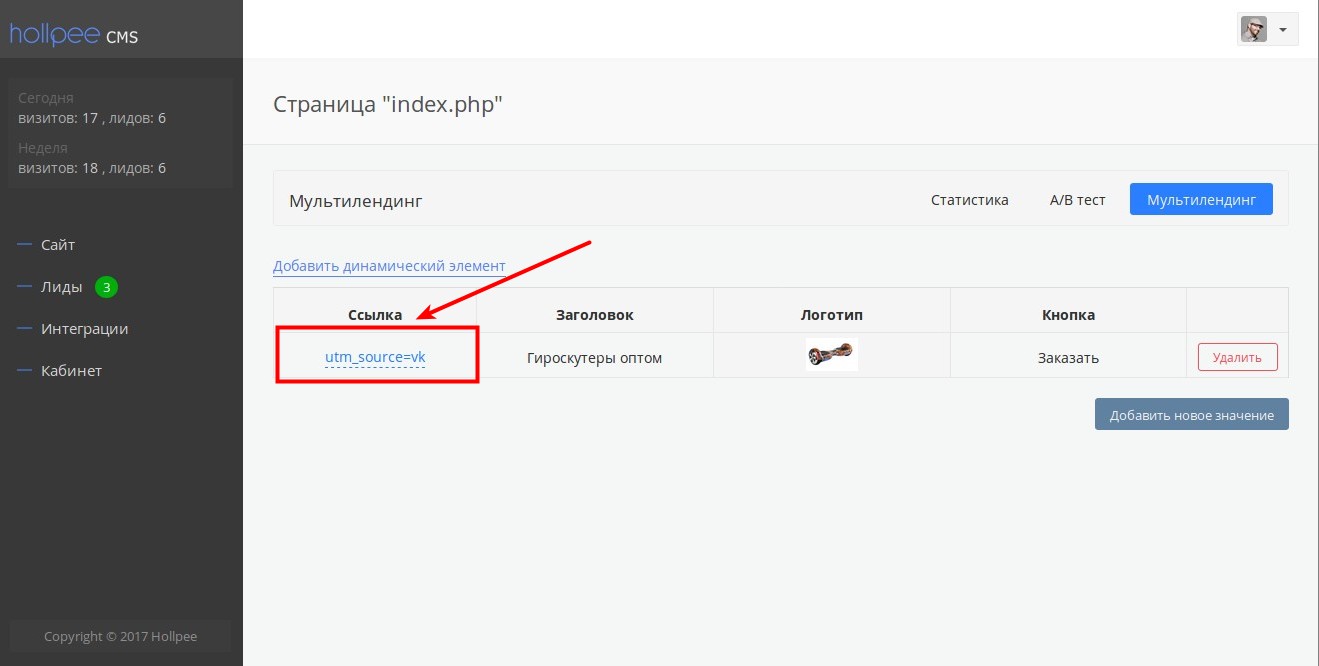 hollpee CMS
Сегодня
визитов: 17 , лидов: 6
Неделя
визитов: 18 , лидов: 6
Сайт
Лиды 3
Интеграции
Кабинет
Copyright © 2017 Hollpee
Страница "index.php"
Мультилендинг Статистика A/B тест Мультилендинг
Добавить динамический элемент
Ссылка Заголовок Логотип Кнопка
utm_source=vk Гироскутеры оптом Заказать Удалить
Добавить новое значение